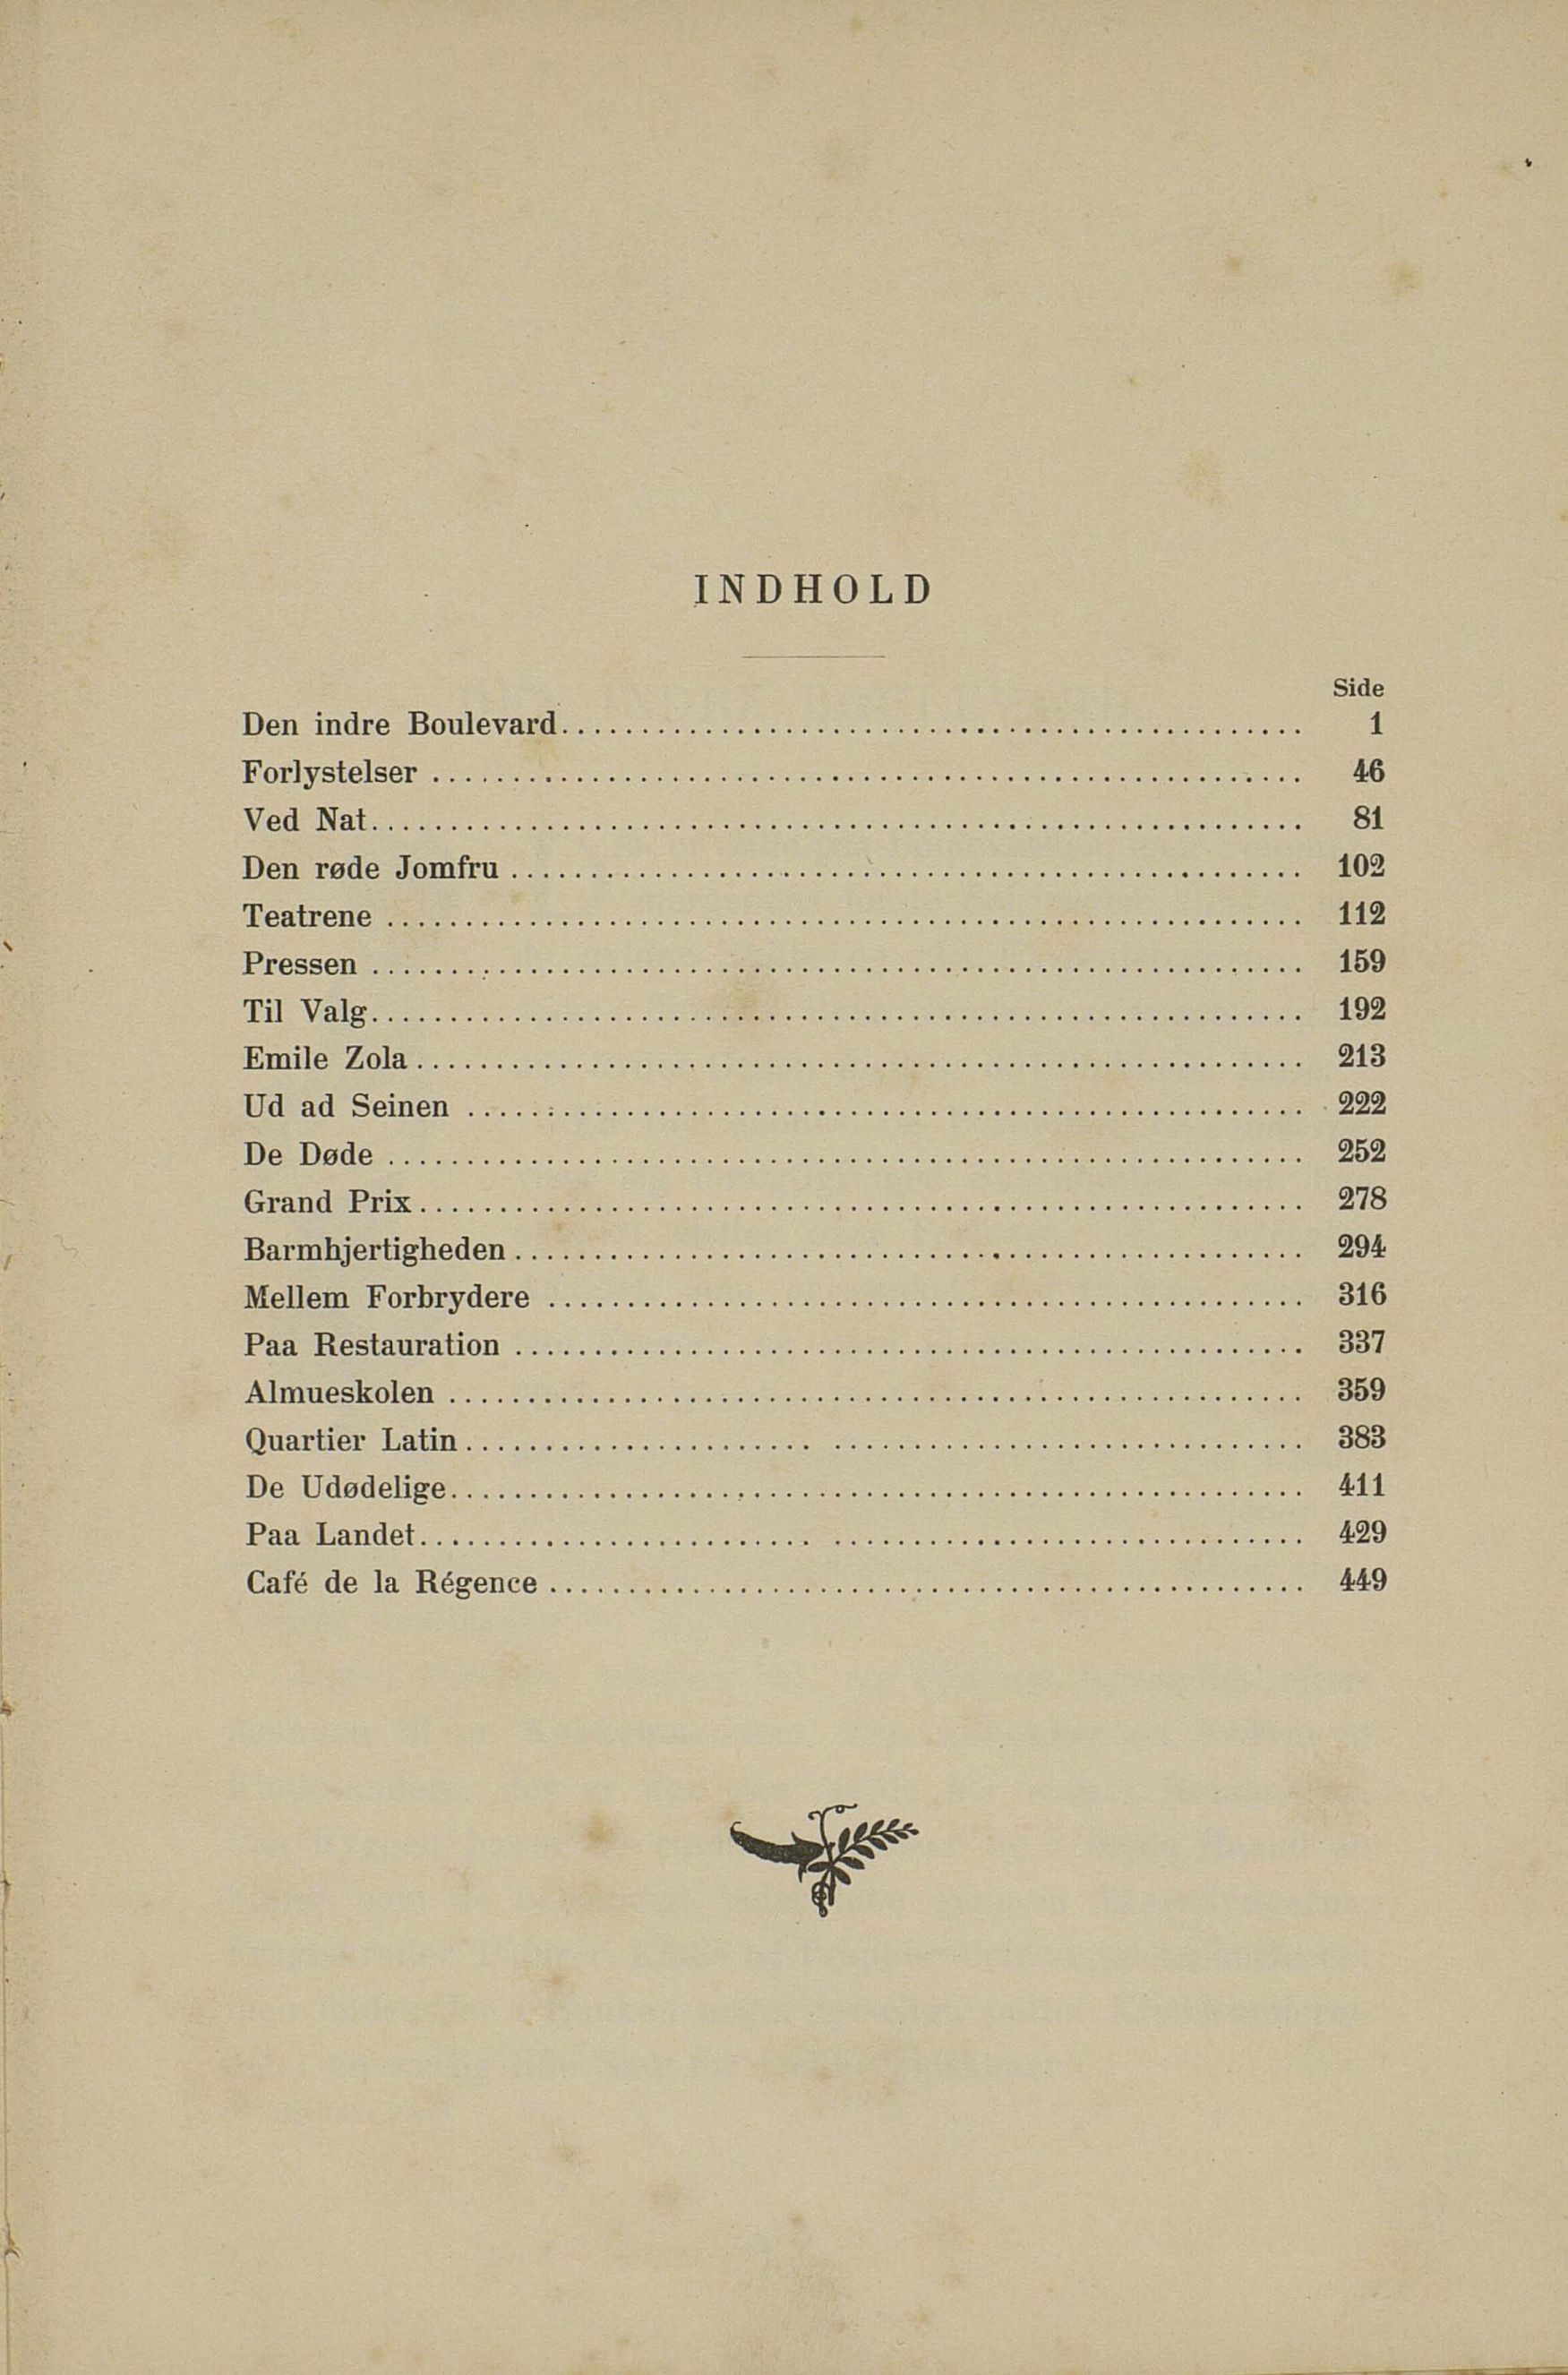 INDHOLD
Side
Den indre Boulevard 1
Forlystelser 46
Ved Nat 81
Den røde Jomfru 102
Teatrene 112
Pressen 159
Til Valg 192
Emile Zola 213
Ud ad Seinen 222
De Døde 252
Grand Prix 278
Barmhjertigheden 294
Mellem Forbrydere 316
Paa Restauration 337
Almueskolen 359
Quartier Latin 383
De Udødelige 411
Paa Landet 429
Café de la Régence 449